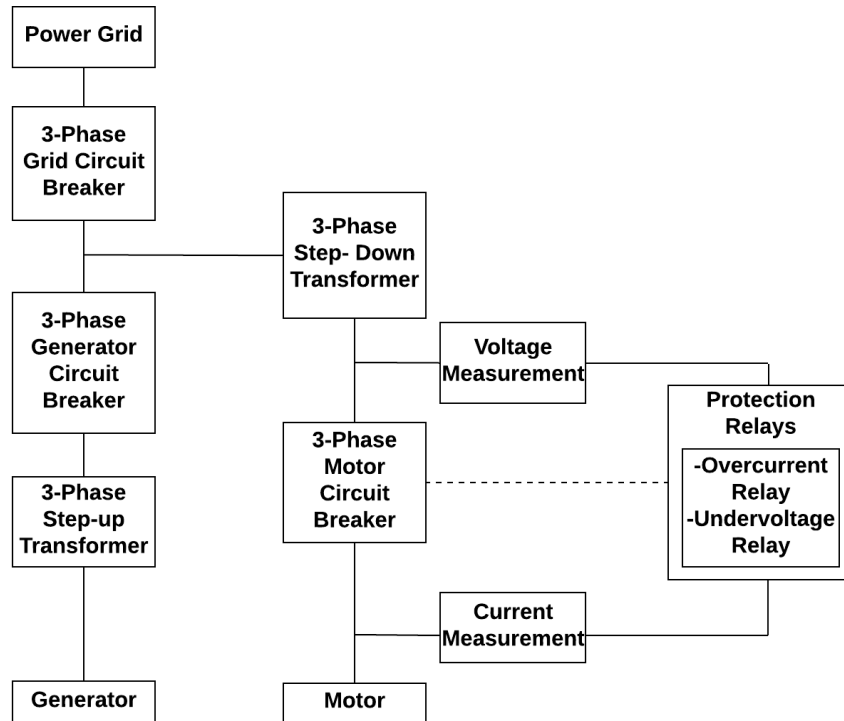 Power Grid
3-Phase
Grid Circuit
Breaker
3-Phase
Step- Down
Transformer
3-Phase
Generator
Circuit
Breaker
Voltage
Measurement
Protection
Relays
-Overcurrent
Relay
-Undervoltage
Relay
3-Phase
Motor
Circuit
Breaker
3-Phase
Step-up
Transformer
Current
Measurement
Generator
Motor